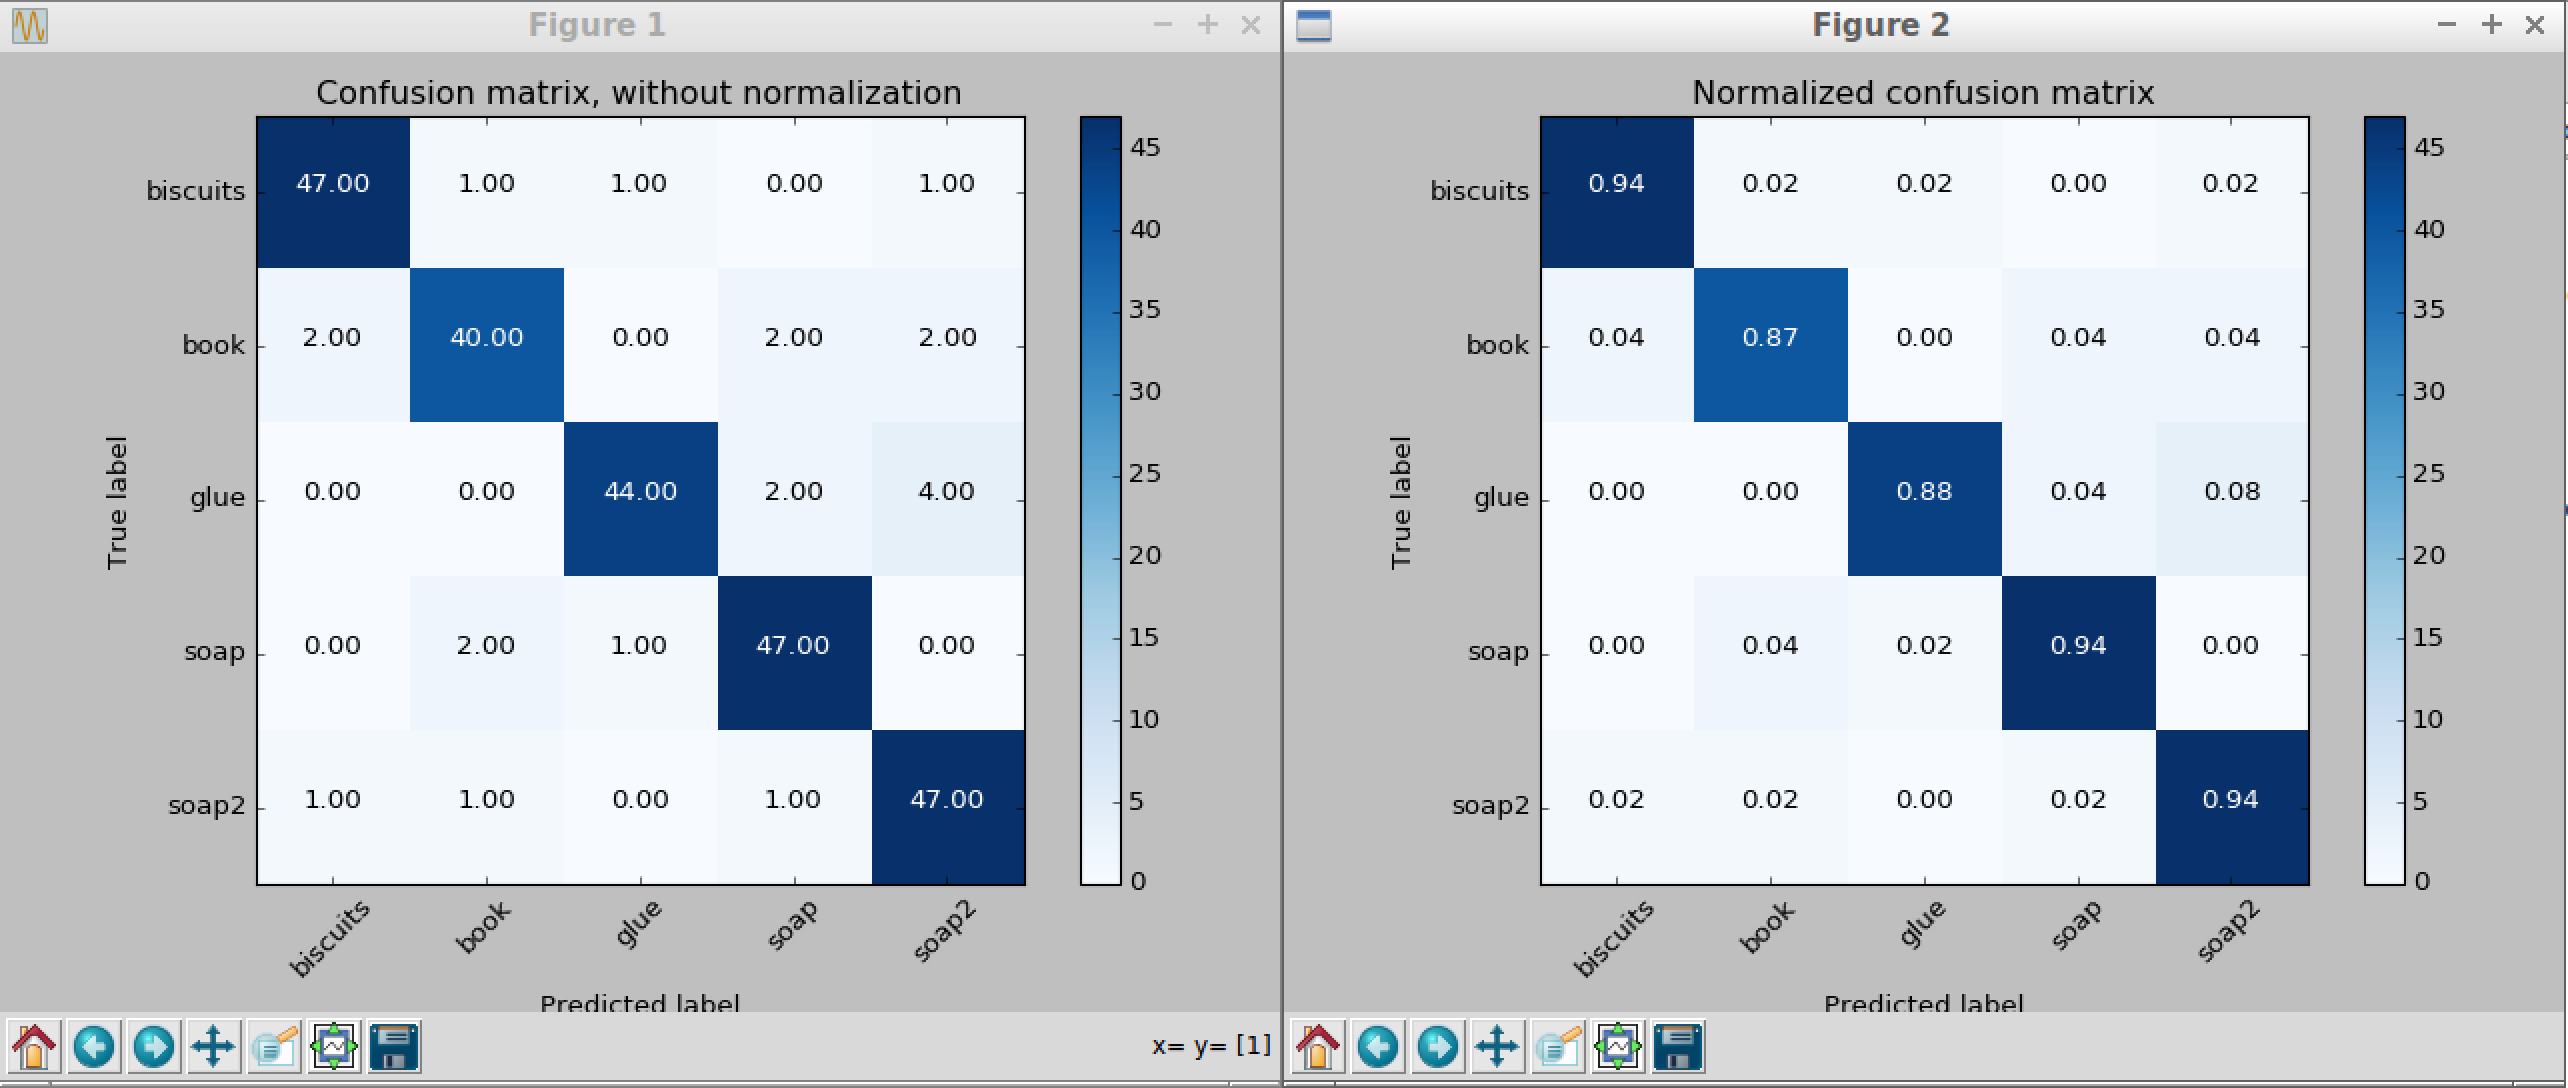 Figure 1
Confusion matrix, without normalization
biscuits 47.00 1.00 1.00 0.00 1.00
book 2.00 40.00 0.00 2.00 2.00
glue 0.00 0.00 44.00 2.00 4.00
soap 0.00 2.00 1.00 47.00 0.00
soap2 1.00 1.00 0.00 1.00 47.00
True label
biscuits book glue soap soap2
Predicted label
45
40
35
30
25
20
15
10
5
0
x= y= [1]
Figure 2
Normalized confusion matrix
biscuits 0.94 0.02 0.02 0.00 0.02
book 0.04 0.87 0.00 0.04 0.04
glue 0.00 0.00 0.88 0.04 0.08
soap 0.00 0.04 0.02 0.94 0.00
soap2 0.02 0.02 0.00 0.02 0.94
True label
biscuits book glue soap soap2
Predicted label
45
40
35
30
25
20
15
10
5
0